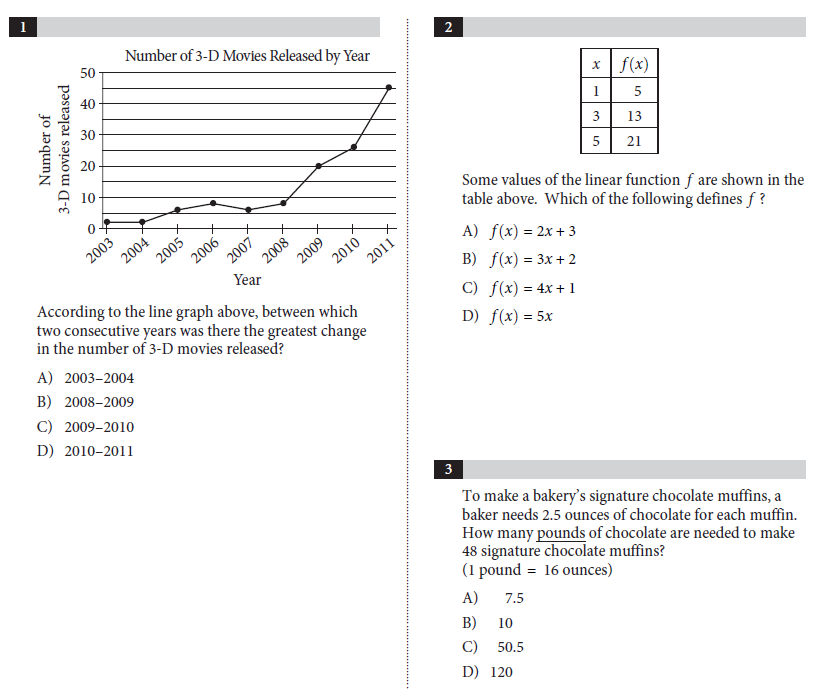 1
Number of 3-D Movies Released by Year
Number of
3-D movies released
50
40
30
20
10
0
2003
2004
2005
2006
2007
2008
2009
2010
2011
Year
According to the line graph above, between which
two consecutive years was there the greatest change
in the number of 3-D movies released?
A) 2003–2004
B) 2008–2009
C) 2009–2010
D) 2010–2011
2
x f(x)
1 5
3 13
5 21
Some values of the linear function f are shown in the
table above. Which of the following defines f ?
A) f(x) = 2x + 3
B) f(x) = 3x + 2
C) f(x) = 4x + 1
D) f(x) = 5x
3
To make a bakery’s signature chocolate muffins, a
baker needs 2.5 ounces of chocolate for each muffin.
How many pounds of chocolate are needed to make
48 signature chocolate muffins?
(1 pound = 16 ounces)
A) 7.5
B) 10
C) 50.5
D) 120